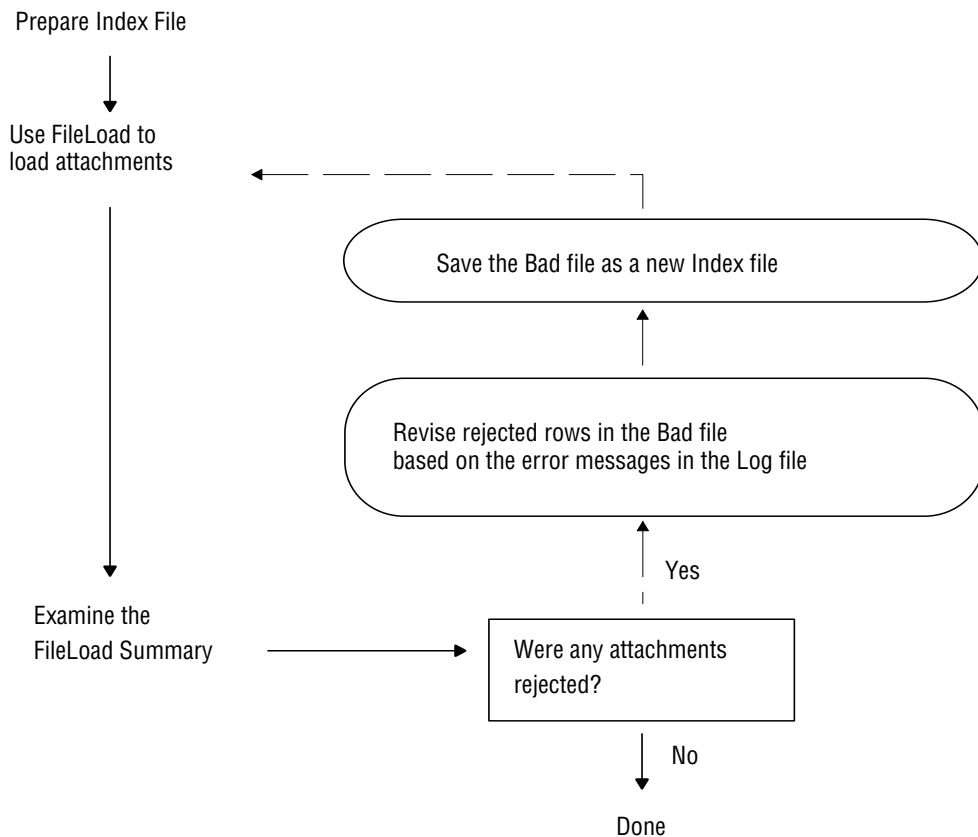 Prepare Index File
Use FileLoad to
load attachments
Save the Bad file as a new Index file
Revise rejected rows in the Bad file
based on the error messages in the Log file
Yes
Examine the
FileLoad Summary
Were any attachments
rejected?
No
Done